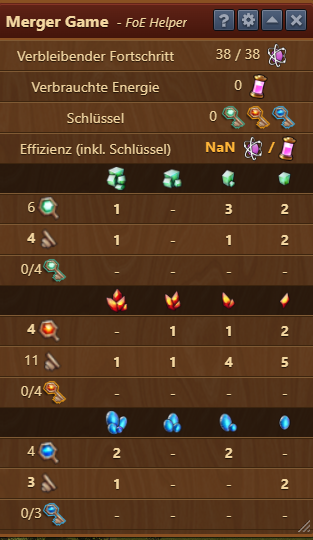 Merger Game - FoE Helper ?
Verbleibender Fortschritt 38 / 38
Verbrauchte Energie 0
Schlüssel 0
Effizienz (inkl. Schlüssel) NaN /
6 1 - 3 2
4 1 - 1 2
0/4 - - - -
4 - 1 1 2
11 1 1 4 5
0/4 - - - -
4 2 - 2 -
3 1 - - 2
0/3 - - - -